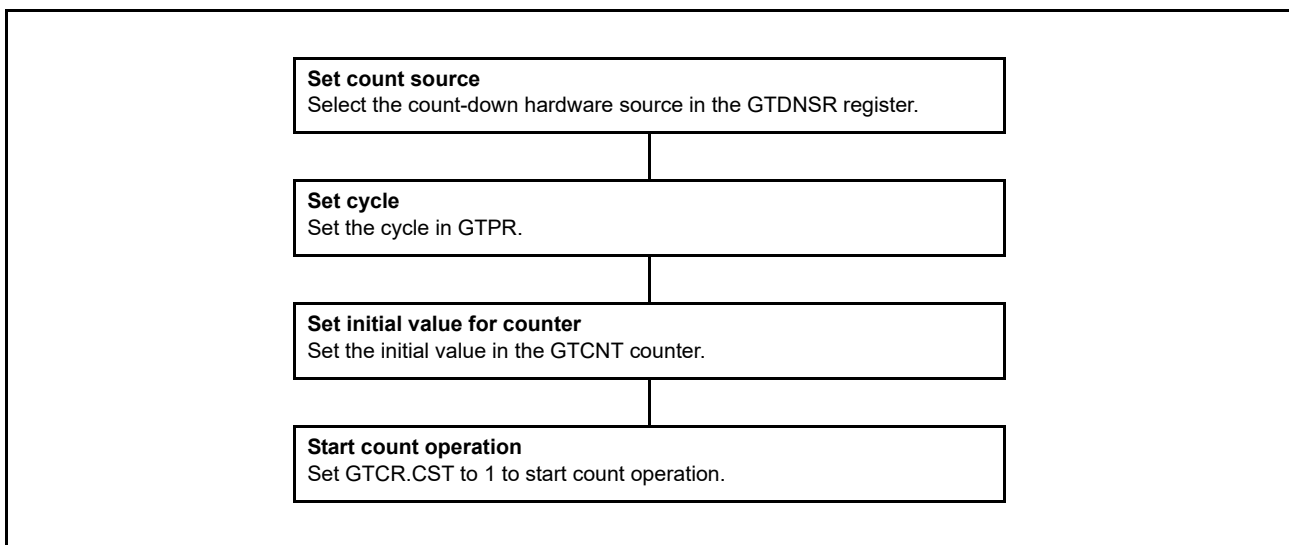 Set count source
Select the count-down hardware source in the GTDNSR register.
Set cycle
Set the cycle in GTPR.
Set initial value for counter
Set the initial value in the GTCNT counter.
Start count operation
Set GTCR.CST to 1 to start count operation.